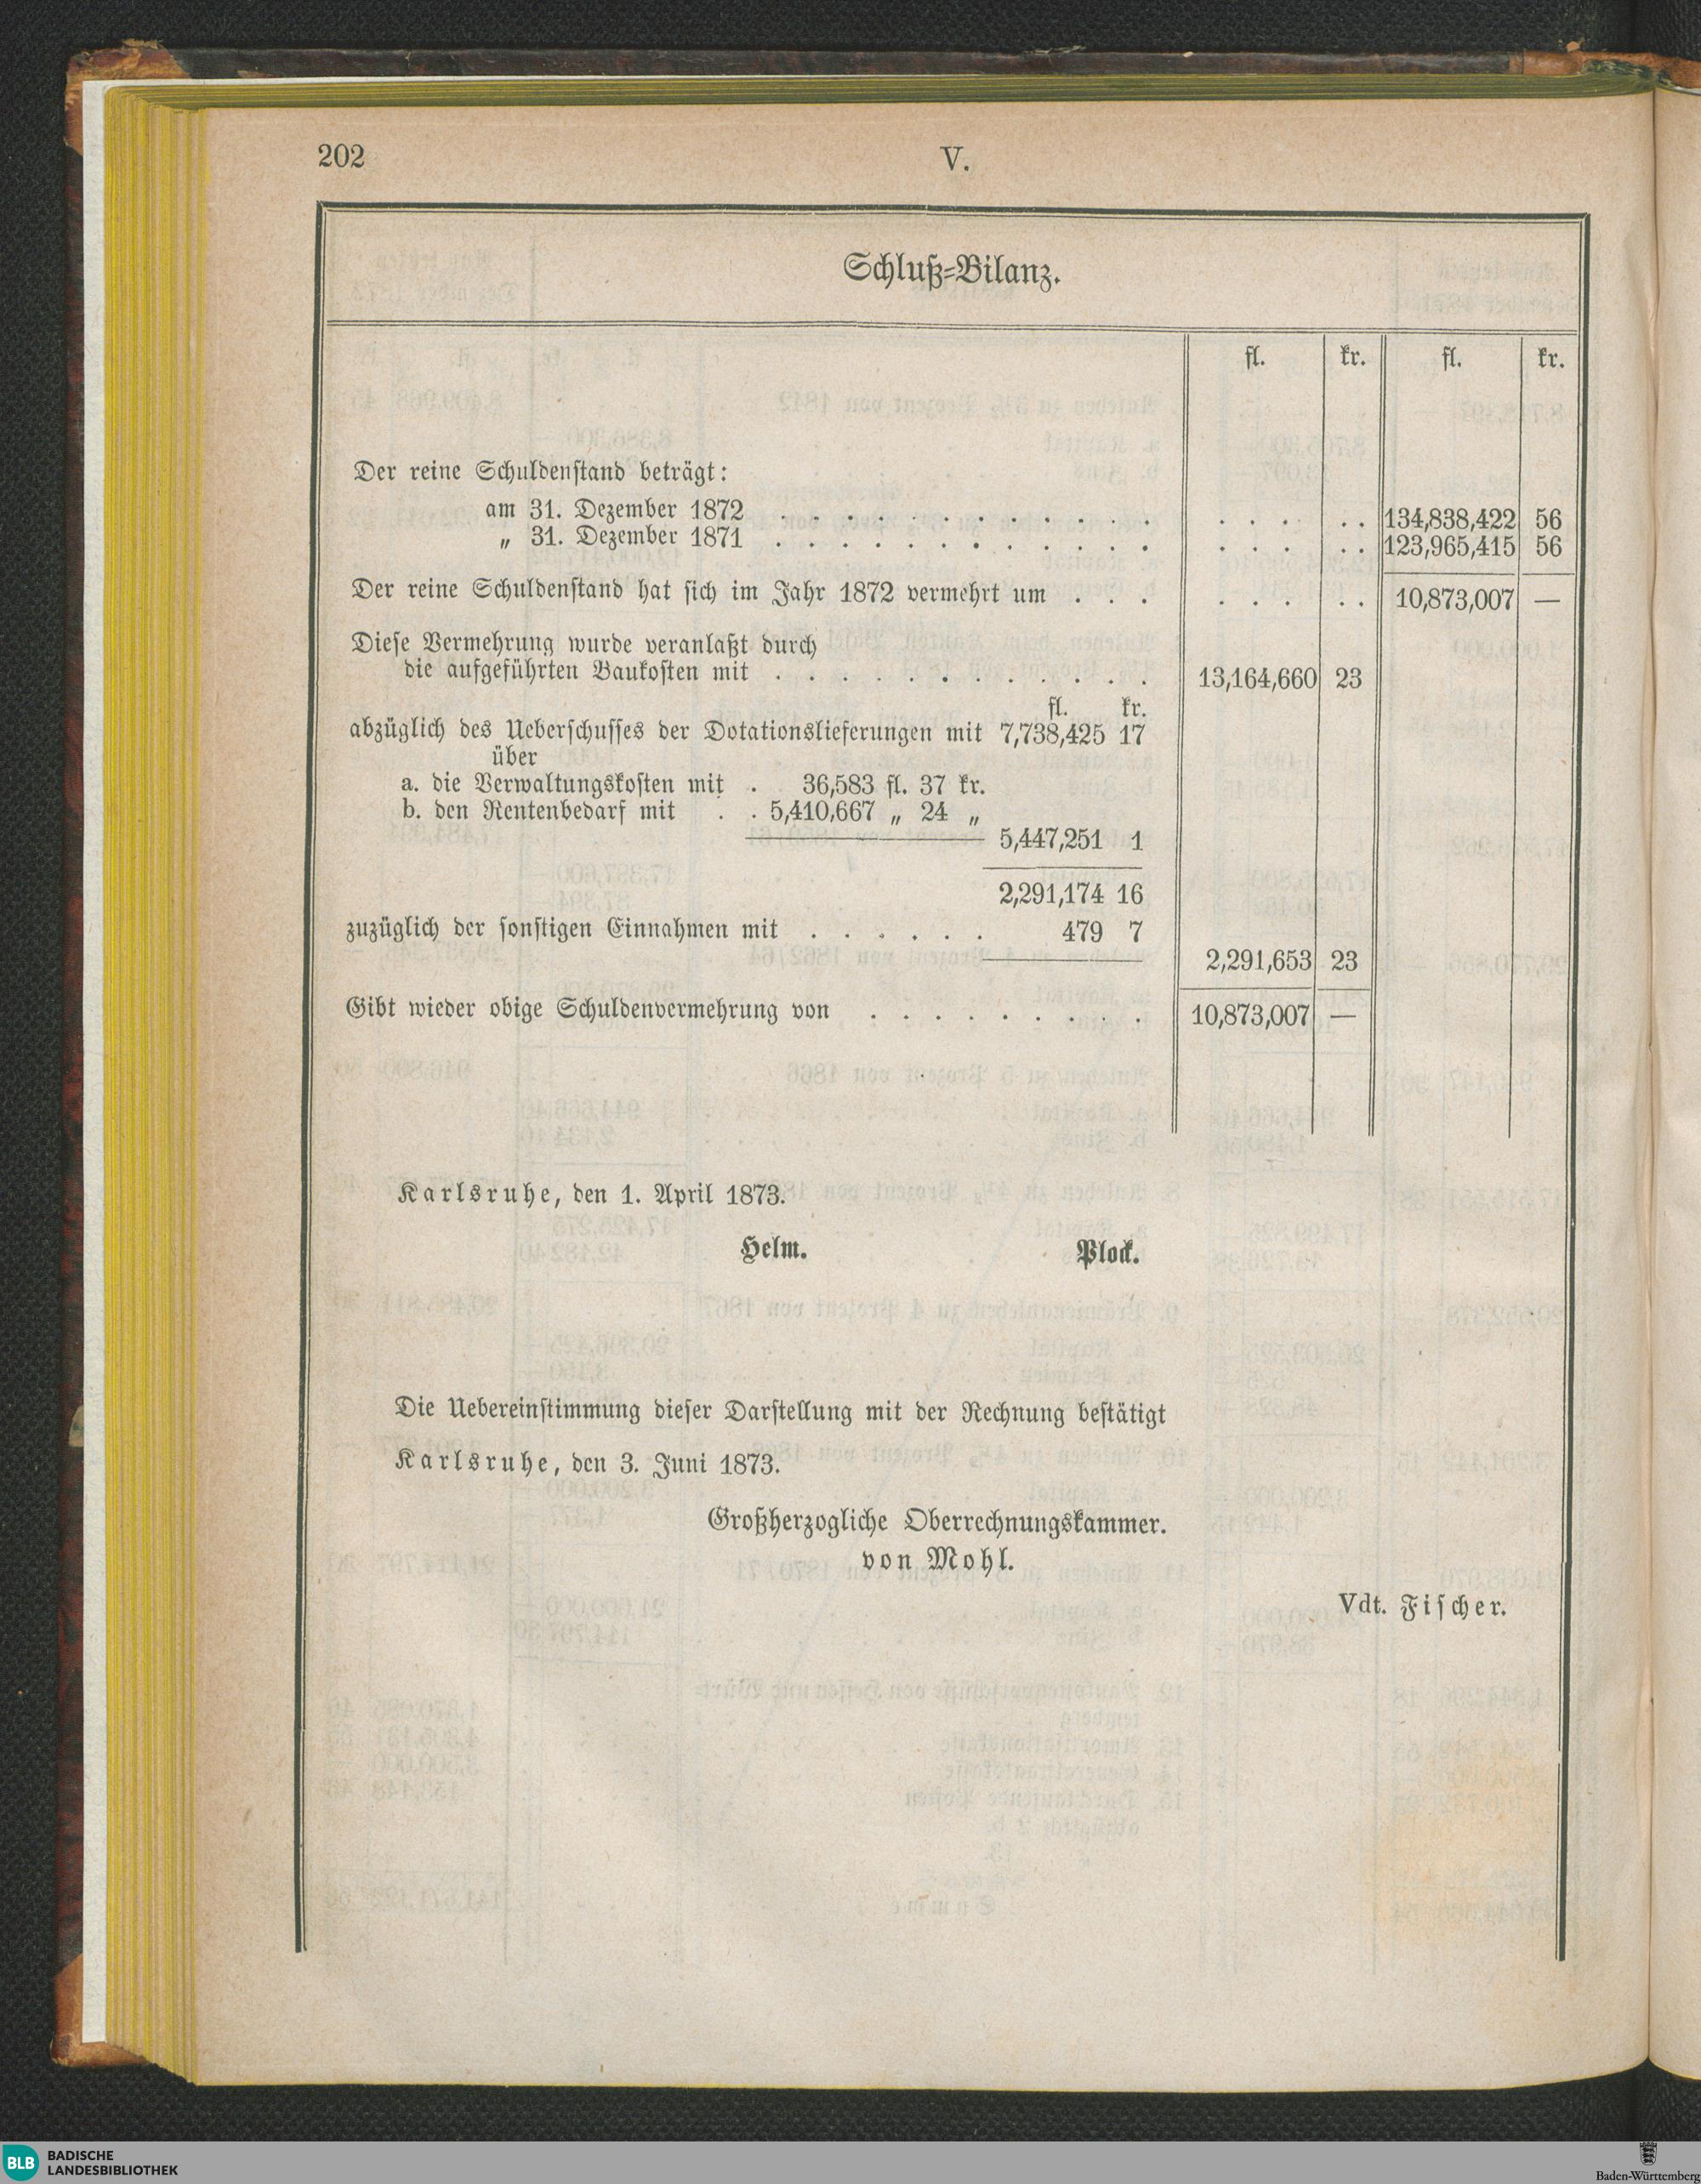 202
V.
Schluß-Bilanz.
fl. kr. fl. kr.
Der reine Schuldenstand beträgt:
am 31. Dezember 1872 . . . . . . . . . . . . . . . . . 134,838,422 56
„ 31. Dezember 1871 . . . . . . . . . . . . . . . . . 123,965,415 56
Der reine Schuldenstand hat sich im Jahr 1872 vermehrt um . . . . . . . . 10,873,007 —
Diese Vermehrung wurde veranlaßt durch
die aufgeführten Baukosten mit . . . . . . . . . . . . 13,164,660 23
fl. kr.
abzüglich des Ueberschusses der Dotationslieferungen mit 7,738,425 17
über
a. die Verwaltungskosten mit . 36,583 fl. 37 kr.
b. den Rentenbedarf mit . . 5,410,667 „ 24 „
5,447,251 1
2,291,174 16
zuzüglich der sonstigen Einnahmen mit . . . . . . 479 7
2,291,653 23
Gibt wieder obige Schuldenvermehrung von . . . . . . . . . 10,873,007 —
Karlsruhe, den 1. April 1873.
Helm. Plock.
Die Uebereinstimmung dieser Darstellung mit der Rechnung bestätigt
Karlsruhe, den 3. Juni 1873.
Großherzogliche Oberrechnungskammer.
von Mohl.
Vdt. Fischer.
BLB BADISCHE
LANDESBIBLIOTHEK
Baden-Württemberg